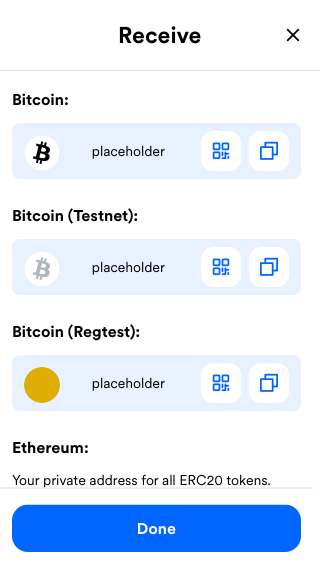 Receive
Bitcoin:
placeholder
Bitcoin (Testnet):
placeholder
Bitcoin (Regtest):
placeholder
Ethereum:
Your private address for all ERC20 tokens.
Done